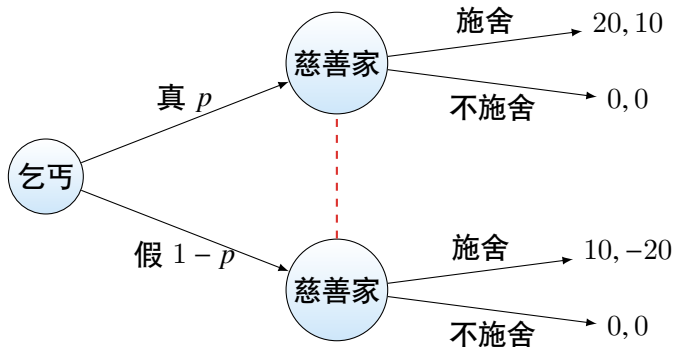 施舍
20, 10
慈善家
真 p
不施舍
0, 0
乞丐
假 1 − p
施舍
10, −20
慈善家
不施舍
0, 0